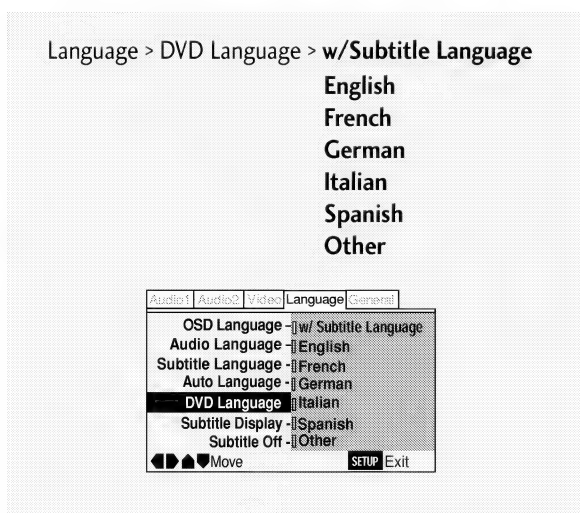 Language > DVD Language > w/Subtitle Language
English
French
German
Italian
Spanish
Other
Audio1 Audio2 Video Language General
OSD Language - w/ Subtitle Language
Audio Language - English
Subtitle Language - French
Auto Language - German
DVD Language Italian
Subtitle Display - Spanish
Subtitle Off - Other
Move SETUP Exit